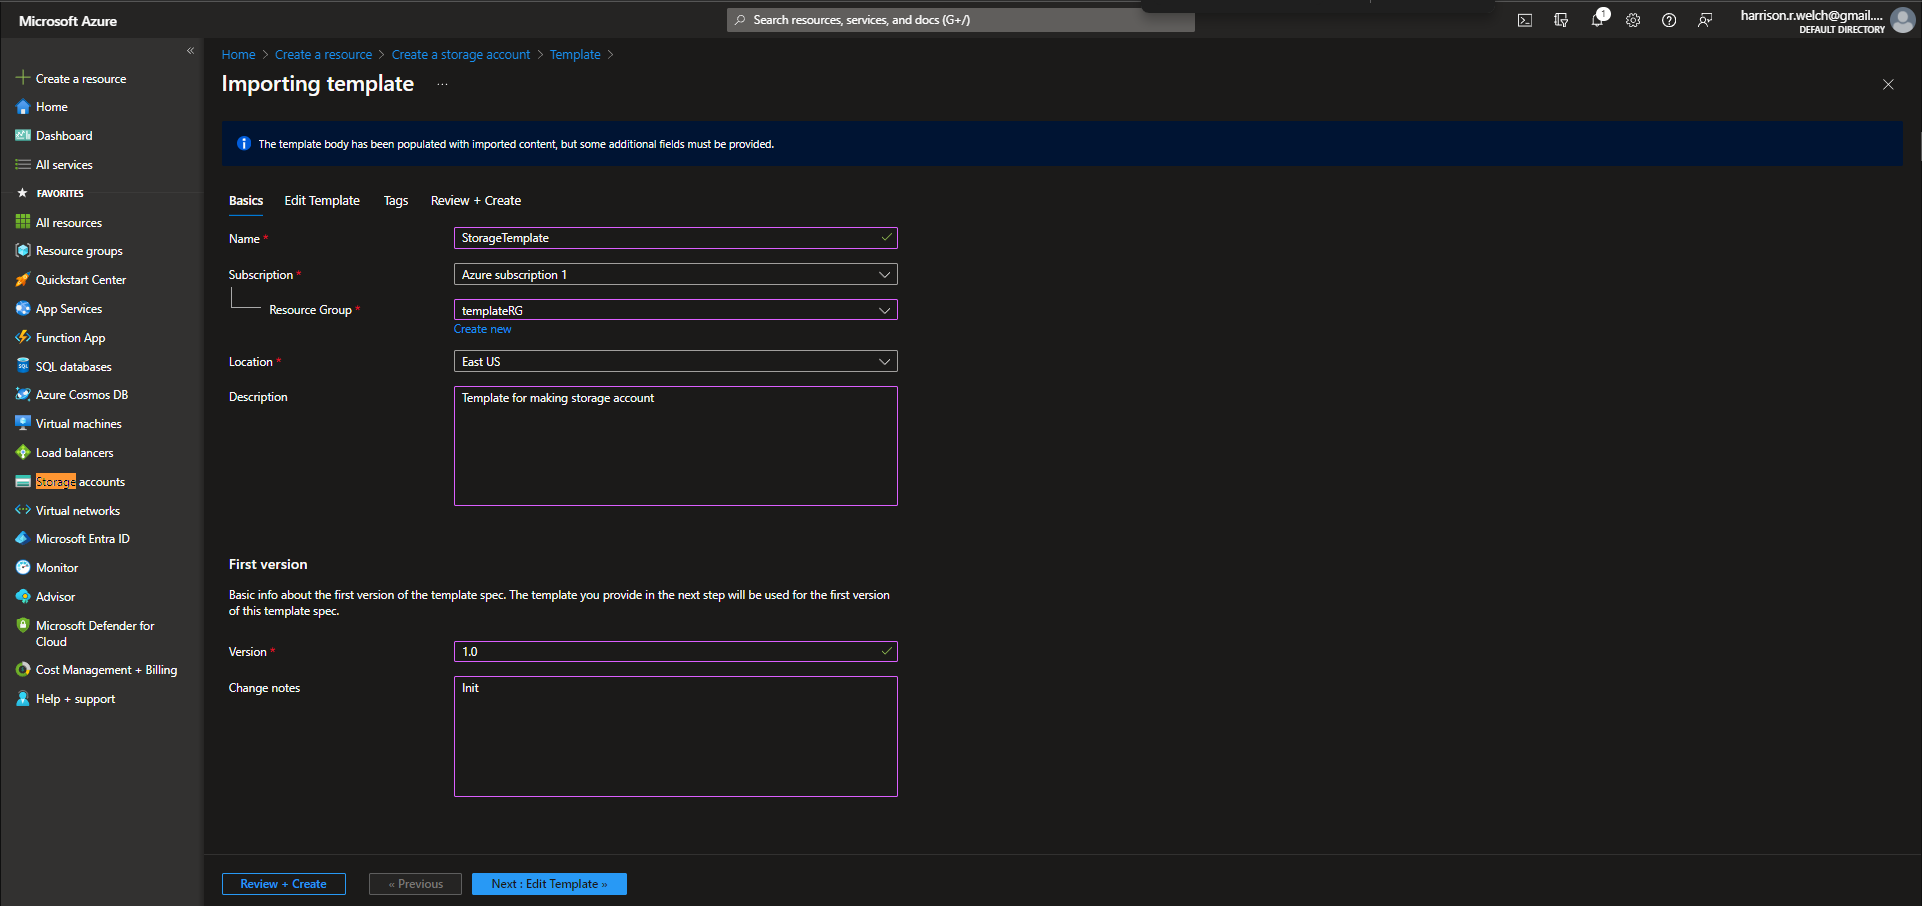 Microsoft Azure
Search resources, services, and docs (G+/)
1
harrison.r.welch@gmail....
DEFAULT DIRECTORY
«
Create a resource
Home
Dashboard
All services
FAVORITES
All resources
Resource groups
Quickstart Center
App Services
Function App
SQL databases
Azure Cosmos DB
Virtual machines
Load balancers
Storage accounts
Virtual networks
Microsoft Entra ID
Monitor
Advisor
Microsoft Defender for
Cloud
Cost Management + Billing
Help + support
Home > Create a resource > Create a storage account > Template >
Importing template ...
The template body has been populated with imported content, but some additional fields must be provided.
Basics Edit Template Tags Review + Create
Name * StorageTemplate
Subscription * Azure subscription 1
Resource Group * templateRG
Create new
Location * East US
Description Template for making storage account
First version
Basic info about the first version of the template spec. The template you provide in the next step will be used for the first version
of this template spec.
Version * 1.0
Change notes Init
Review + Create « Previous Next : Edit Template »